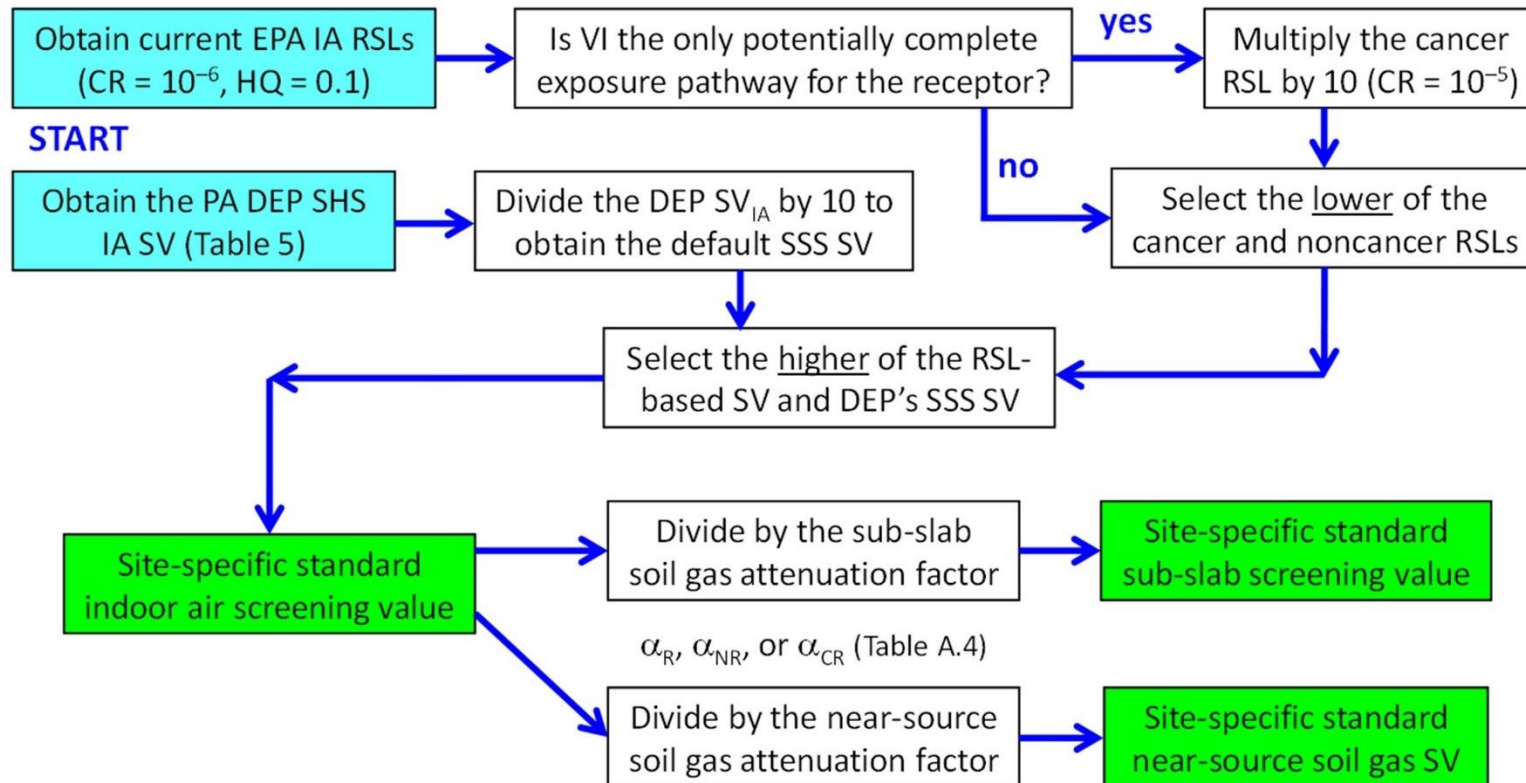 Obtain current EPA IA RSLs
(CR = 10⁻⁶, HQ = 0.1)
Is VI the only potentially complete
exposure pathway for the receptor?
yes
Multiply the cancer
RSL by 10 (CR = 10⁻⁵)
START
no
Obtain the PA DEP SHS
IA SV (Table 5)
Divide the DEP SV_IA by 10 to
obtain the default SSS SV
Select the lower of the
cancer and noncancer RSLs
Select the higher of the RSL-
based SV and DEP’s SSS SV
Site-specific standard
indoor air screening value
Divide by the sub-slab
soil gas attenuation factor
Site-specific standard
sub-slab screening value
α_R, α_NR, or α_CR (Table A.4)
Divide by the near-source
soil gas attenuation factor
Site-specific standard
near-source soil gas SV